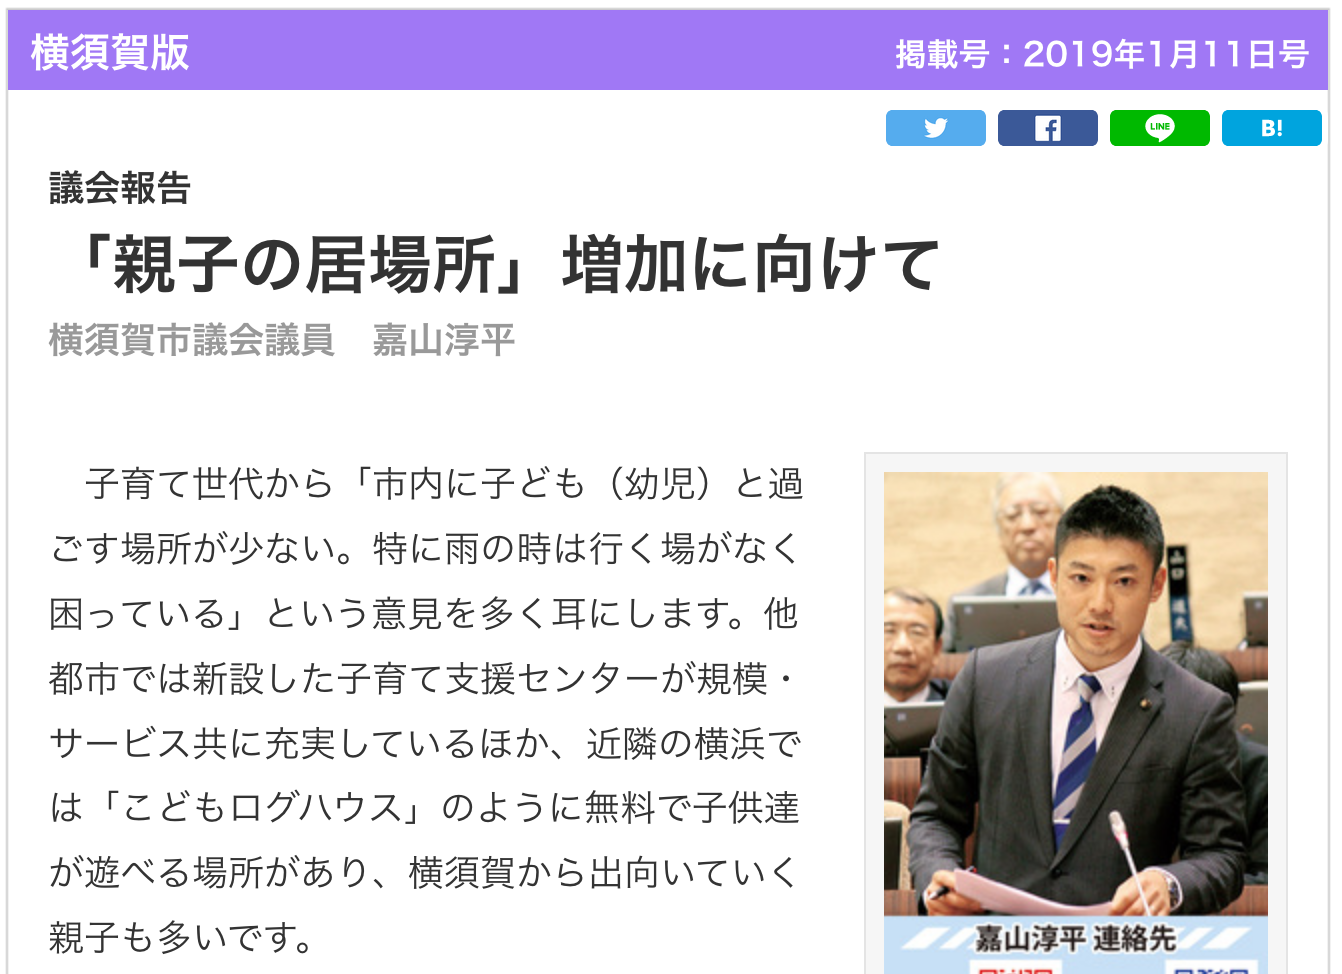 横須賀版
掲載号：2019年1月11日号
LINE
B!
議会報告
「親子の居場所」増加に向けて
横須賀市議会議員　嘉山淳平
子育て世代から「市内に子ども（幼児）と過
ごす場所が少ない。特に雨の時は行く場がなく
困っている」という意見を多く耳にします。他
都市では新設した子育て支援センターが規模・
サービス共に充実しているほか、近隣の横浜で
は「こどもログハウス」のように無料で子供達
が遊べる場所があり、横須賀から出向いていく
親子も多いです。
嘉山淳平 連絡先